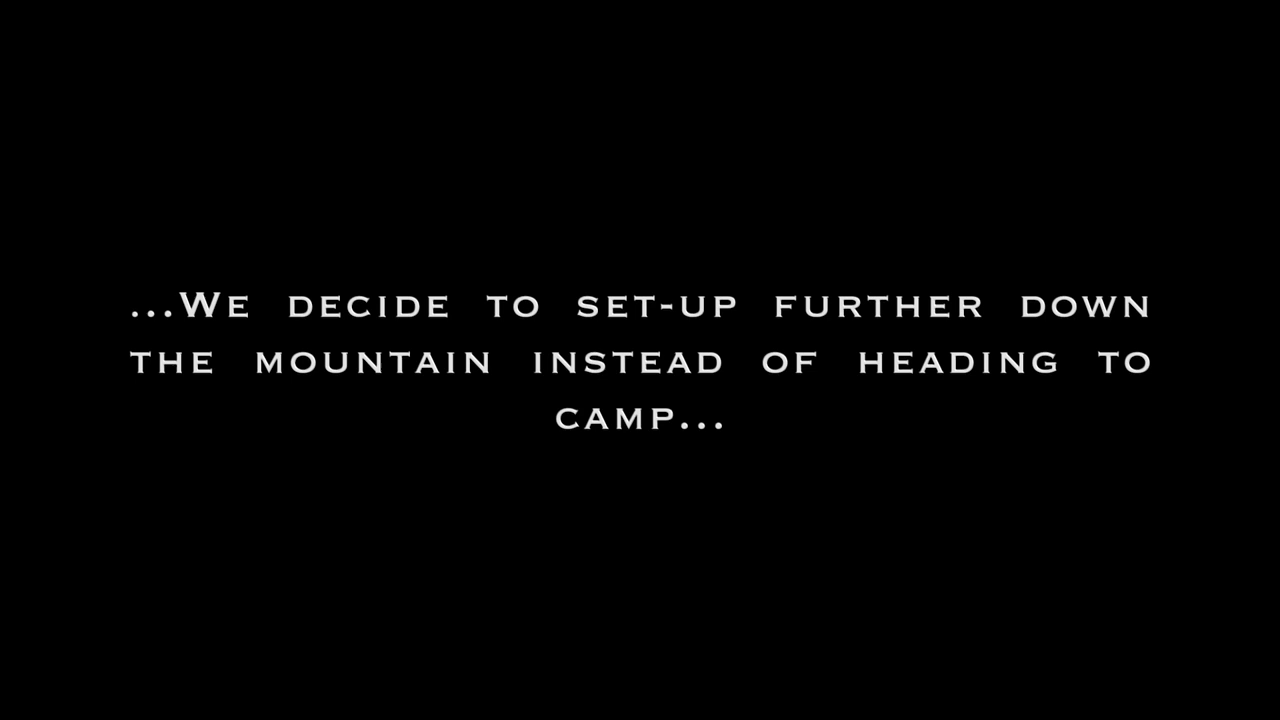 ...We decide to set-up further down
the mountain instead of heading to
camp...